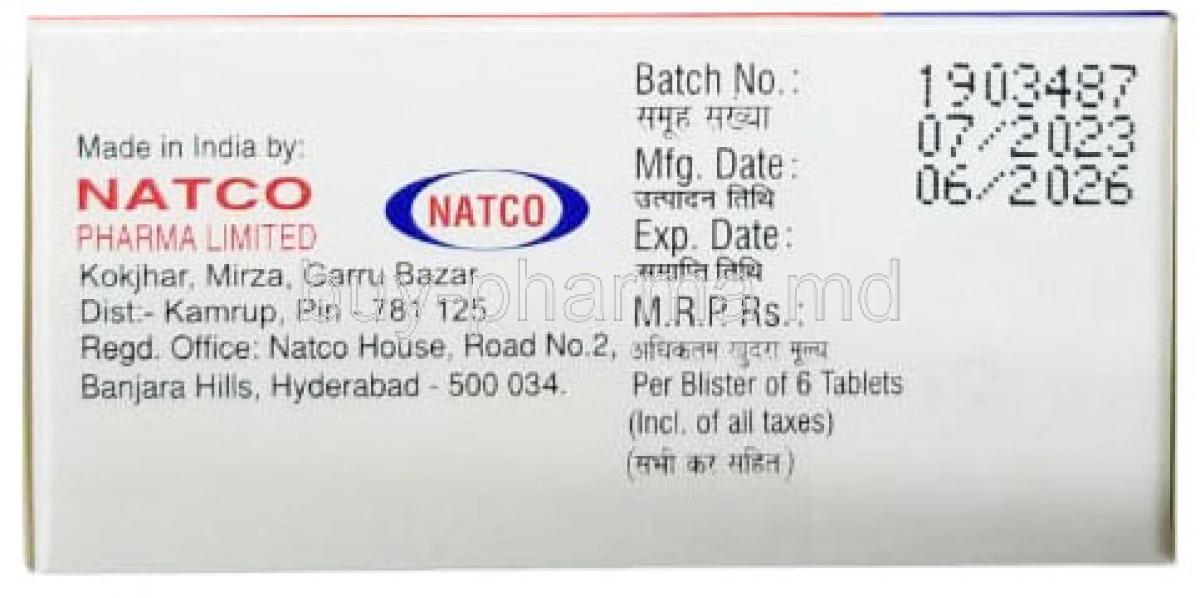 Made in India by:
NATCO
PHARMA LIMITED
Kokjhar, Mirza, Garru Bazar
Dist:- Kamrup, Pin - 781 125
Regd. Office: Natco House, Road No.2,
Banjara Hills, Hyderabad - 500 034.
NATCO
Batch No.: 1903487
समूह संख्या 07/2023
Mfg. Date: 06/2026
उत्पादन तिथि
Exp. Date:
समाप्ति तिथि
M.R.P. Rs.:
अधिकतम खुदरा मूल्य
Per Blister of 6 Tablets
(Incl. of all taxes)
(सभी कर सहित)
buy-pharma.md